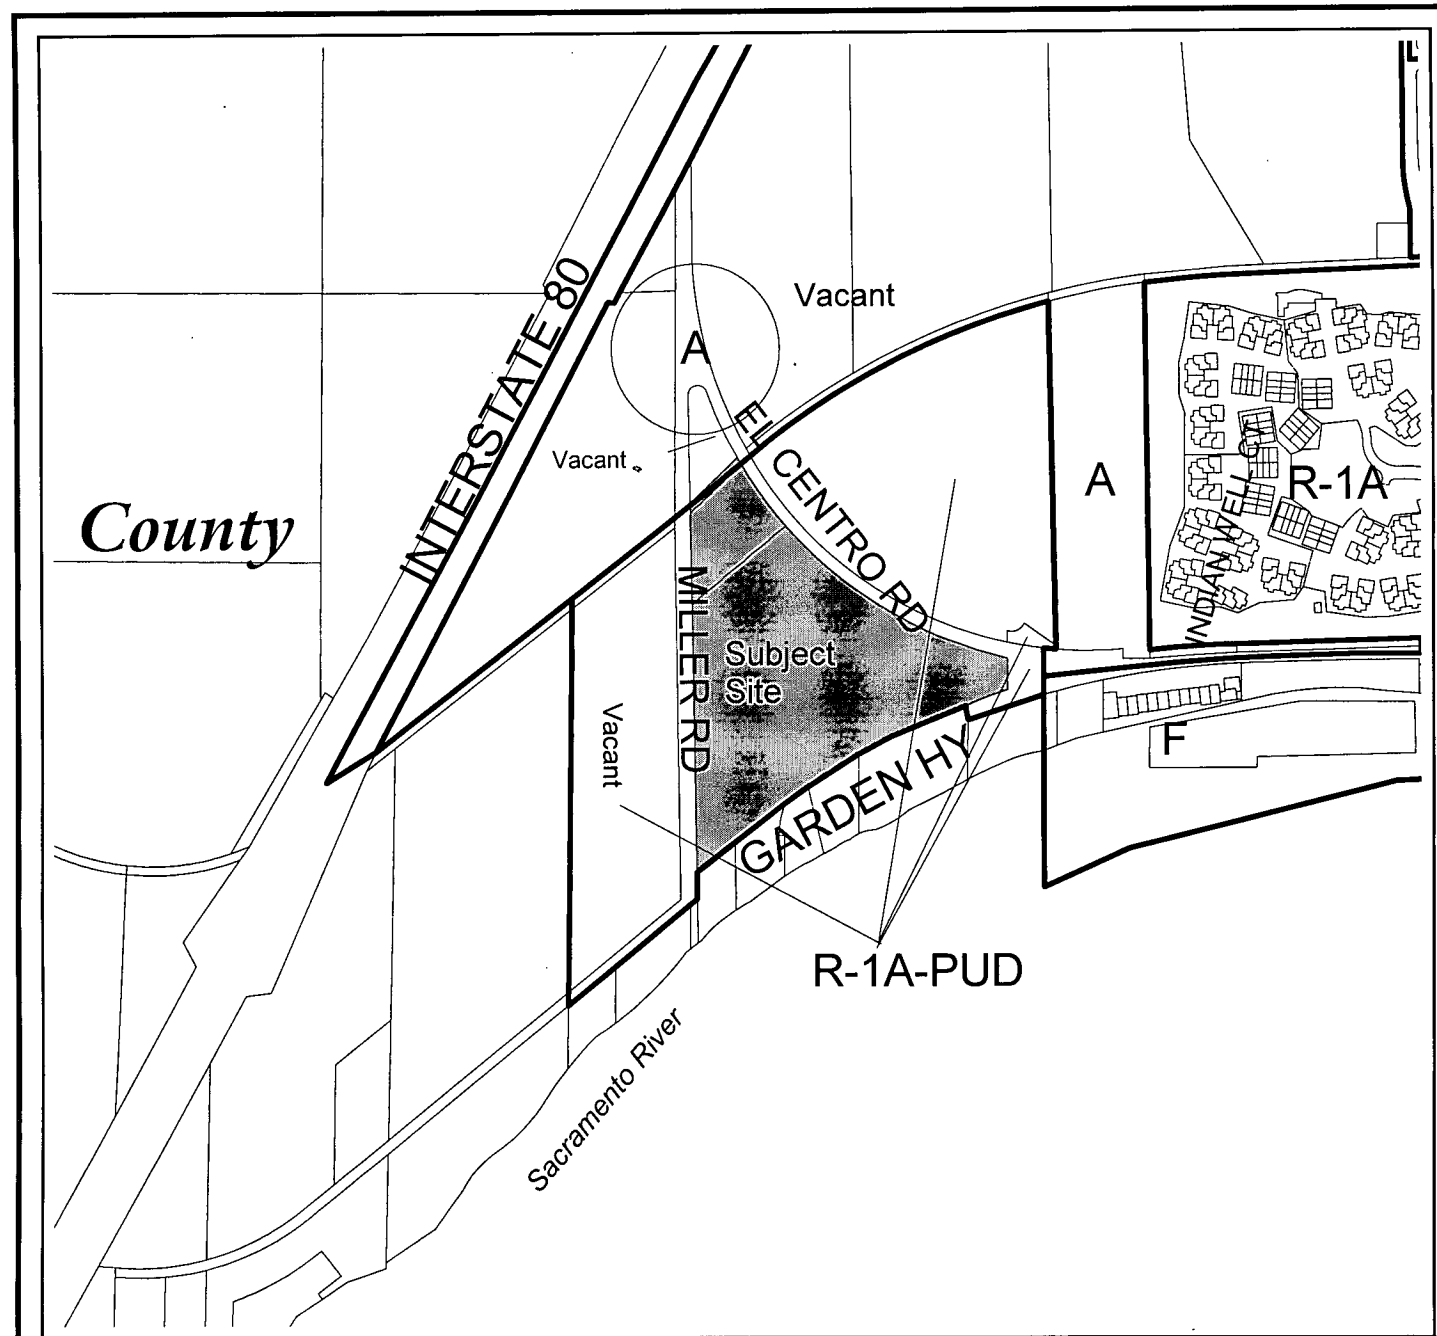 Vacant
INTERSTATE 80
A
EL CENTRO RD
Vacant
A
R-1A
INDIAN WELL CT
County
MILLER RD
Subject
Site
Vacant
GARDEN HY
F
R-1A-PUD
Sacramento River